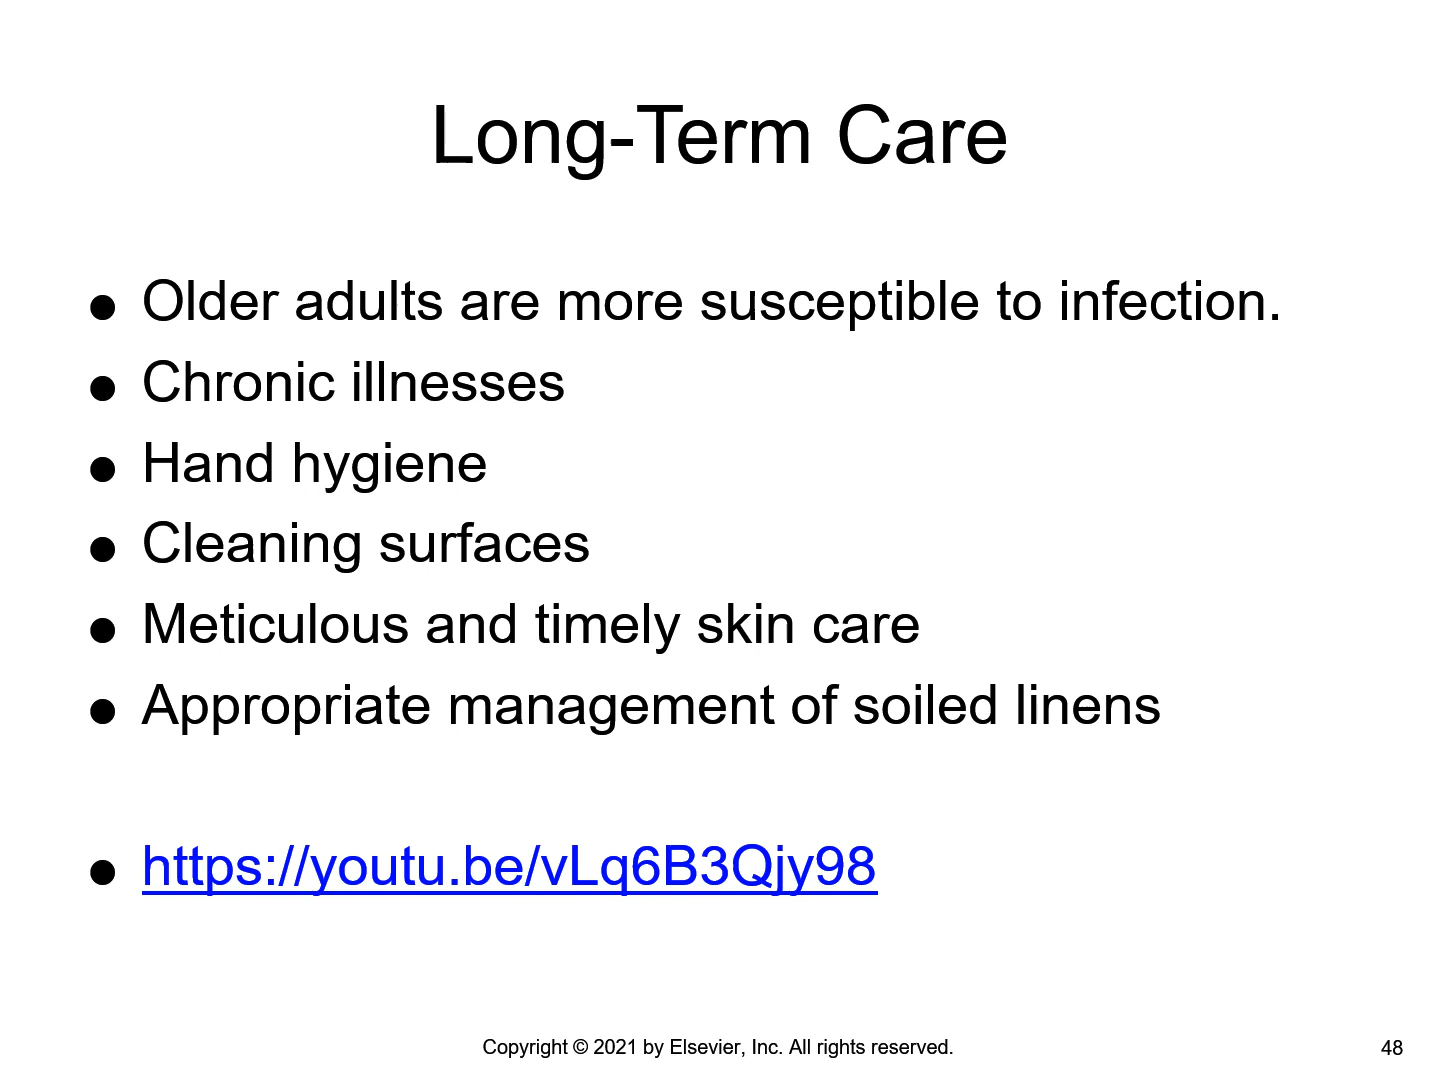 Long-Term Care
● Older adults are more susceptible to infection.
● Chronic illnesses
● Hand hygiene
● Cleaning surfaces
● Meticulous and timely skin care
● Appropriate management of soiled linens
● https://youtu.be/vLq6B3Qjy98
Copyright © 2021 by Elsevier, Inc. All rights reserved.
48